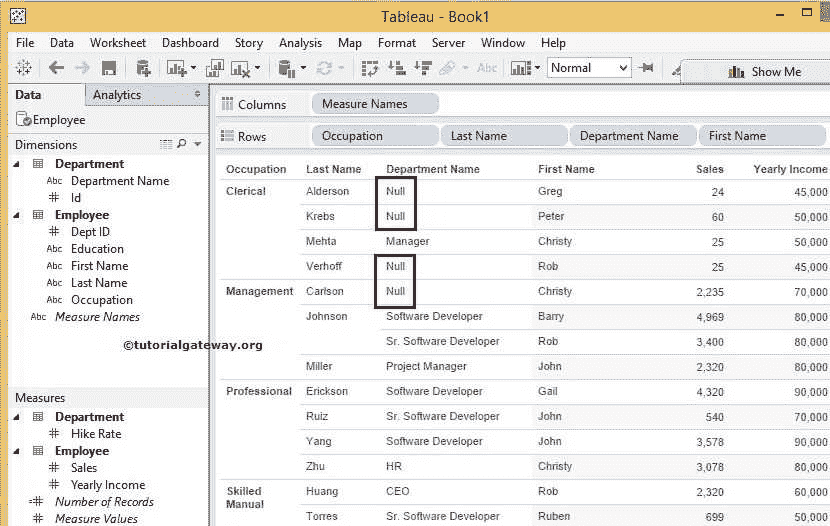 Tableau - Book1
File Data Worksheet Dashboard Story Analysis Map Format Server Window Help
Abc Normal Show Me
Data Analytics
Columns Measure Names
Employee
Rows Occupation Last Name Department Name First Name
Dimensions
Department
Abc Department Name
# Id
Employee
# Dept ID
Abc Education
Abc First Name
Abc Last Name
Abc Occupation
Abc Measure Names
©tutorialgateway.org
Measures
Department
# Hike Rate
Employee
# Sales
# Yearly Income
=# Number of Records
# Measure Values
Occupation Last Name Department Name First Name Sales Yearly Income
Clerical Alderson Null Greg 24 45,000
Krebs Null Peter 60 50,000
Mehta Manager Christy 25 50,000
Verhoff Null Rob 25 45,000
Management Carlson Null Christy 2,235 70,000
Johnson Software Developer Barry 4,969 80,000
Sr. Software Developer Rob 3,400 80,000
Miller Project Manager John 2,320 80,000
Professional Erickson Software Developer Gail 4,320 90,000
Ruiz Sr. Software Developer John 540 70,000
Yang Software Developer John 3,578 90,000
Zhu HR Christy 3,078 80,000
Skilled Manual Huang CEO Rob 2,320 60,000
Torres Sr. Software Developer Ruben 699 50,000